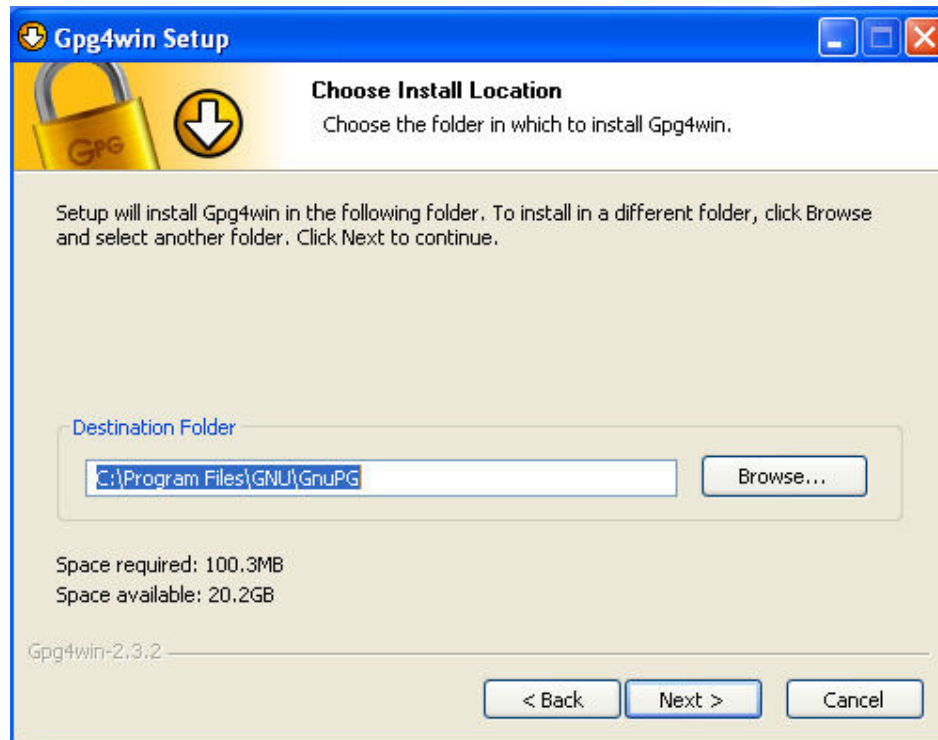 Gpg4win Setup
Choose Install Location
Choose the folder in which to install Gpg4win.
GPG
Setup will install Gpg4win in the following folder. To install in a different folder, click Browse
and select another folder. Click Next to continue.
Destination Folder
C:\Program Files\GNU\GnuPG
Browse...
Space required: 100.3MB
Space available: 20.2GB
Gpg4win-2.3.2
< Back Next > Cancel